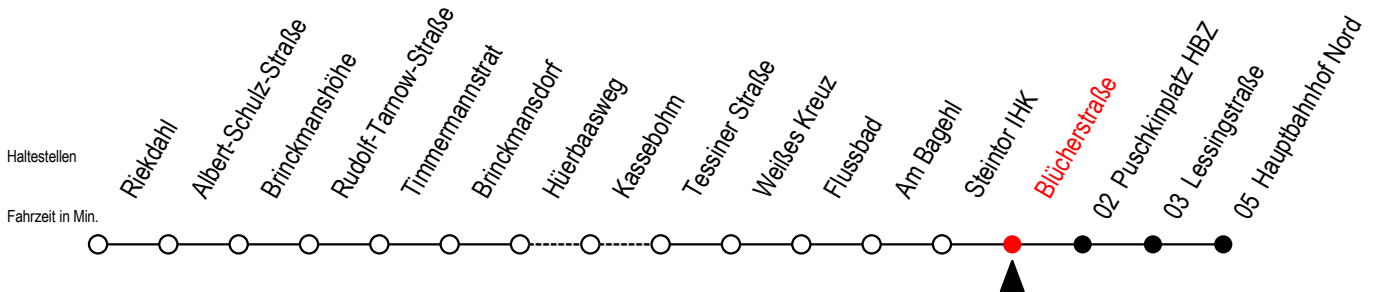 Haltestellen
Riekdahl
Albert-Schulz-Straße
Brinckmanshöhe
Rudolf-Tarnow-Straße
Timmermannstrat
Brinckmansdorf
Hüerbaasweg
Kassebohm
Tessiner Straße
Weißes Kreuz
Flussbad
Am Bagehl
Steintor IHK
Blücherstraße
02 Puschkinplatz HBZ
03 Lessingstraße
05 Hauptbahnhof Nord
Fahrzeit in Min.